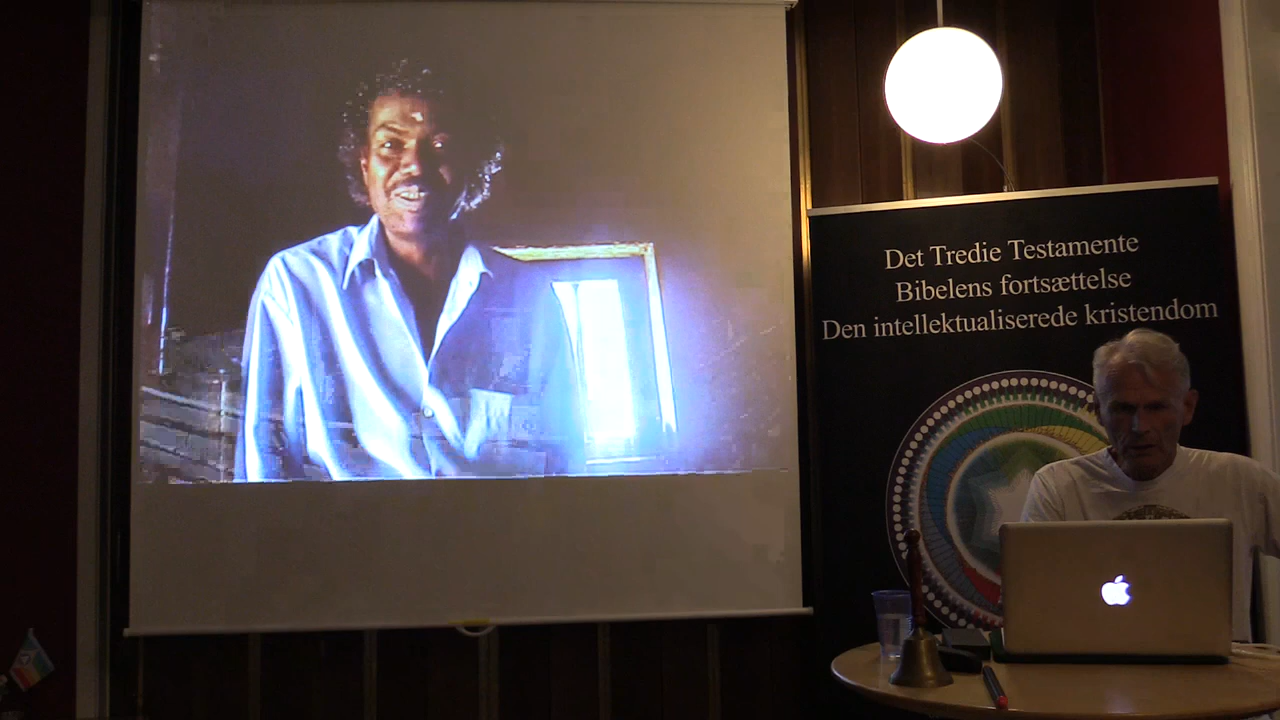 Det Tredie Testamente
Bibelens fortsættelse
Den intellektualiserede kristendom